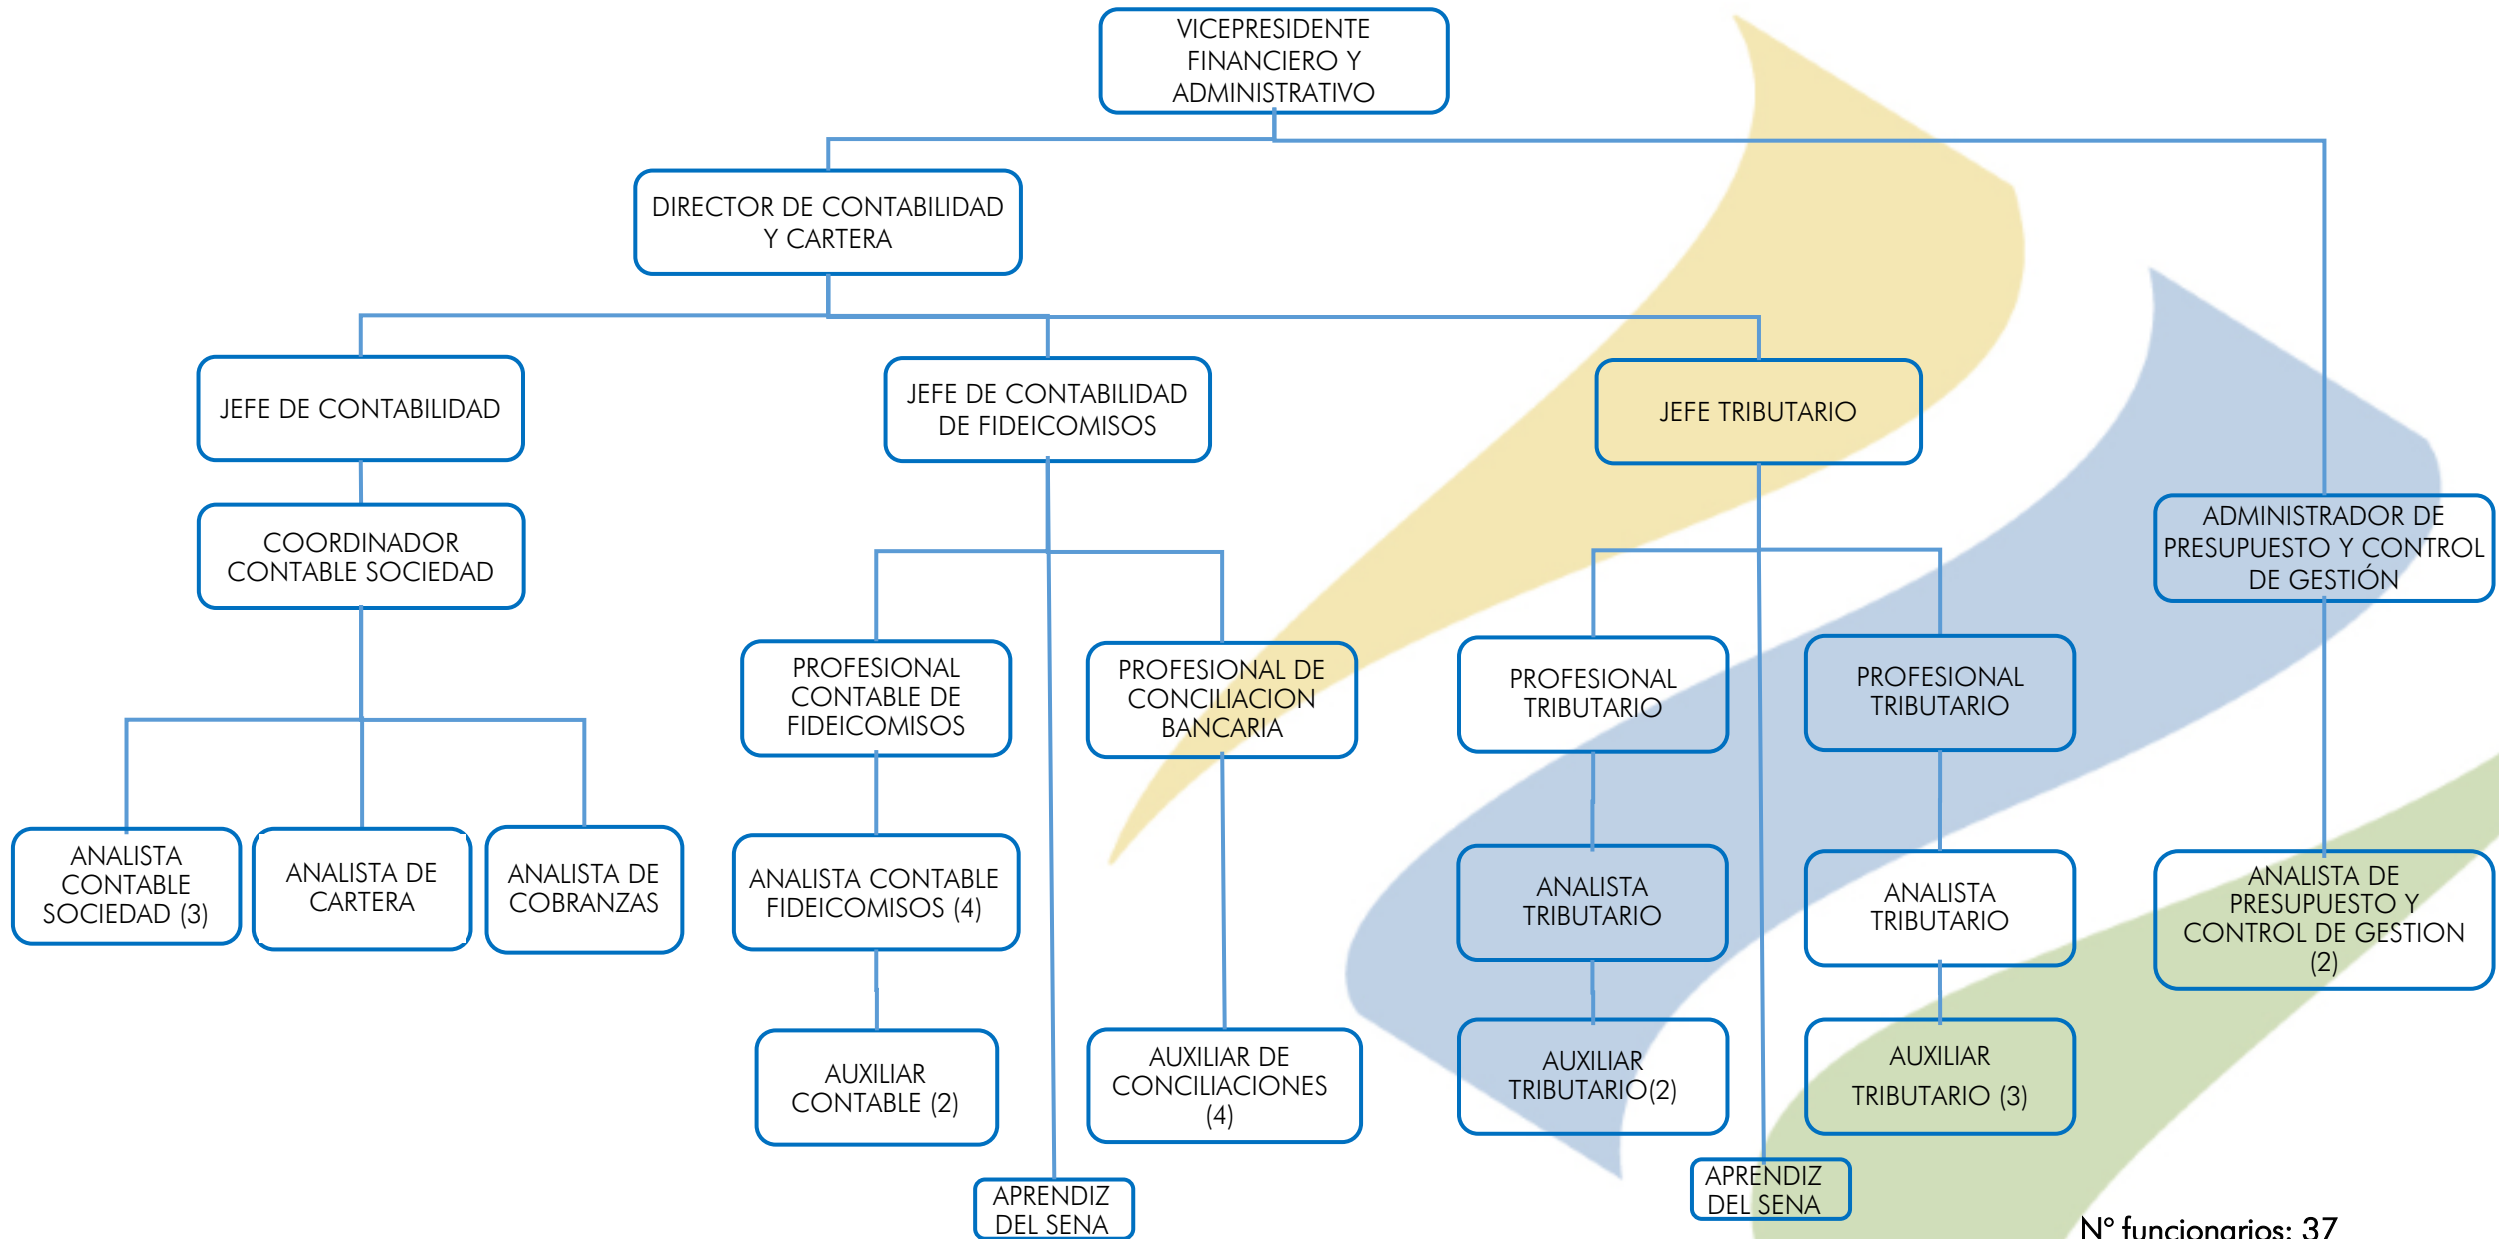 VICEPRESIDENTE
FINANCIERO Y
ADMINISTRATIVO
DIRECTOR DE CONTABILIDAD
Y CARTERA
JEFE DE CONTABILIDAD
JEFE DE CONTABILIDAD
DE FIDEICOMISOS
JEFE TRIBUTARIO
COORDINADOR
CONTABLE SOCIEDAD
ADMINISTRADOR DE
PRESUPUESTO Y CONTROL
DE GESTIÓN
PROFESIONAL
CONTABLE DE
FIDEICOMISOS
PROFESIONAL DE
CONCILIACION
BANCARIA
PROFESIONAL
TRIBUTARIO
PROFESIONAL
TRIBUTARIO
ANALISTA
CONTABLE
SOCIEDAD (3)
ANALISTA DE
CARTERA
ANALISTA DE
COBRANZAS
ANALISTA CONTABLE
FIDEICOMISOS (4)
ANALISTA
TRIBUTARIO
ANALISTA
TRIBUTARIO
ANALISTA DE
PRESUPUESTO Y
CONTROL DE GESTION
(2)
AUXILIAR
CONTABLE (2)
AUXILIAR DE
CONCILIACIONES
(4)
AUXILIAR
TRIBUTARIO(2)
AUXILIAR
TRIBUTARIO (3)
APRENDIZ
DEL SENA
APRENDIZ
DEL SENA
N° funcionarios: 37